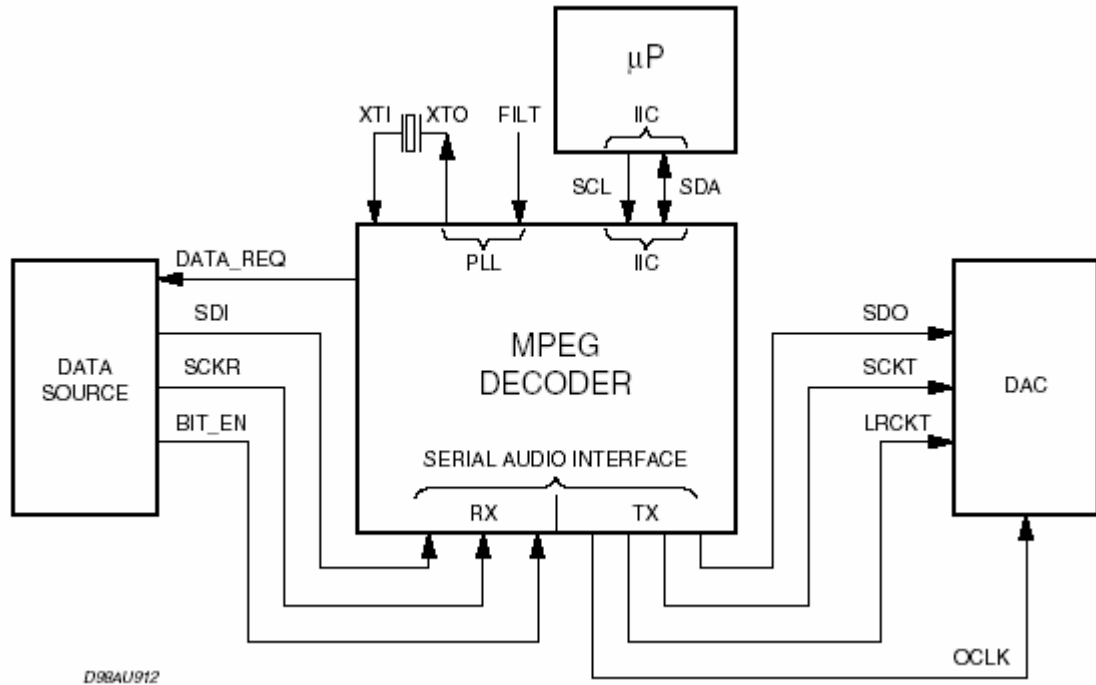 μP
XTI
XTO
FILT
IIC
SCL
SDA
DATA_REQ
PLL
IIC
SDI
SDO
MPEG
DECODER
DATA
SOURCE
SCKR
SCKT
DAC
BIT_EN
LRCKT
SERIAL AUDIO INTERFACE
RX
TX
OCLK
D98AU912